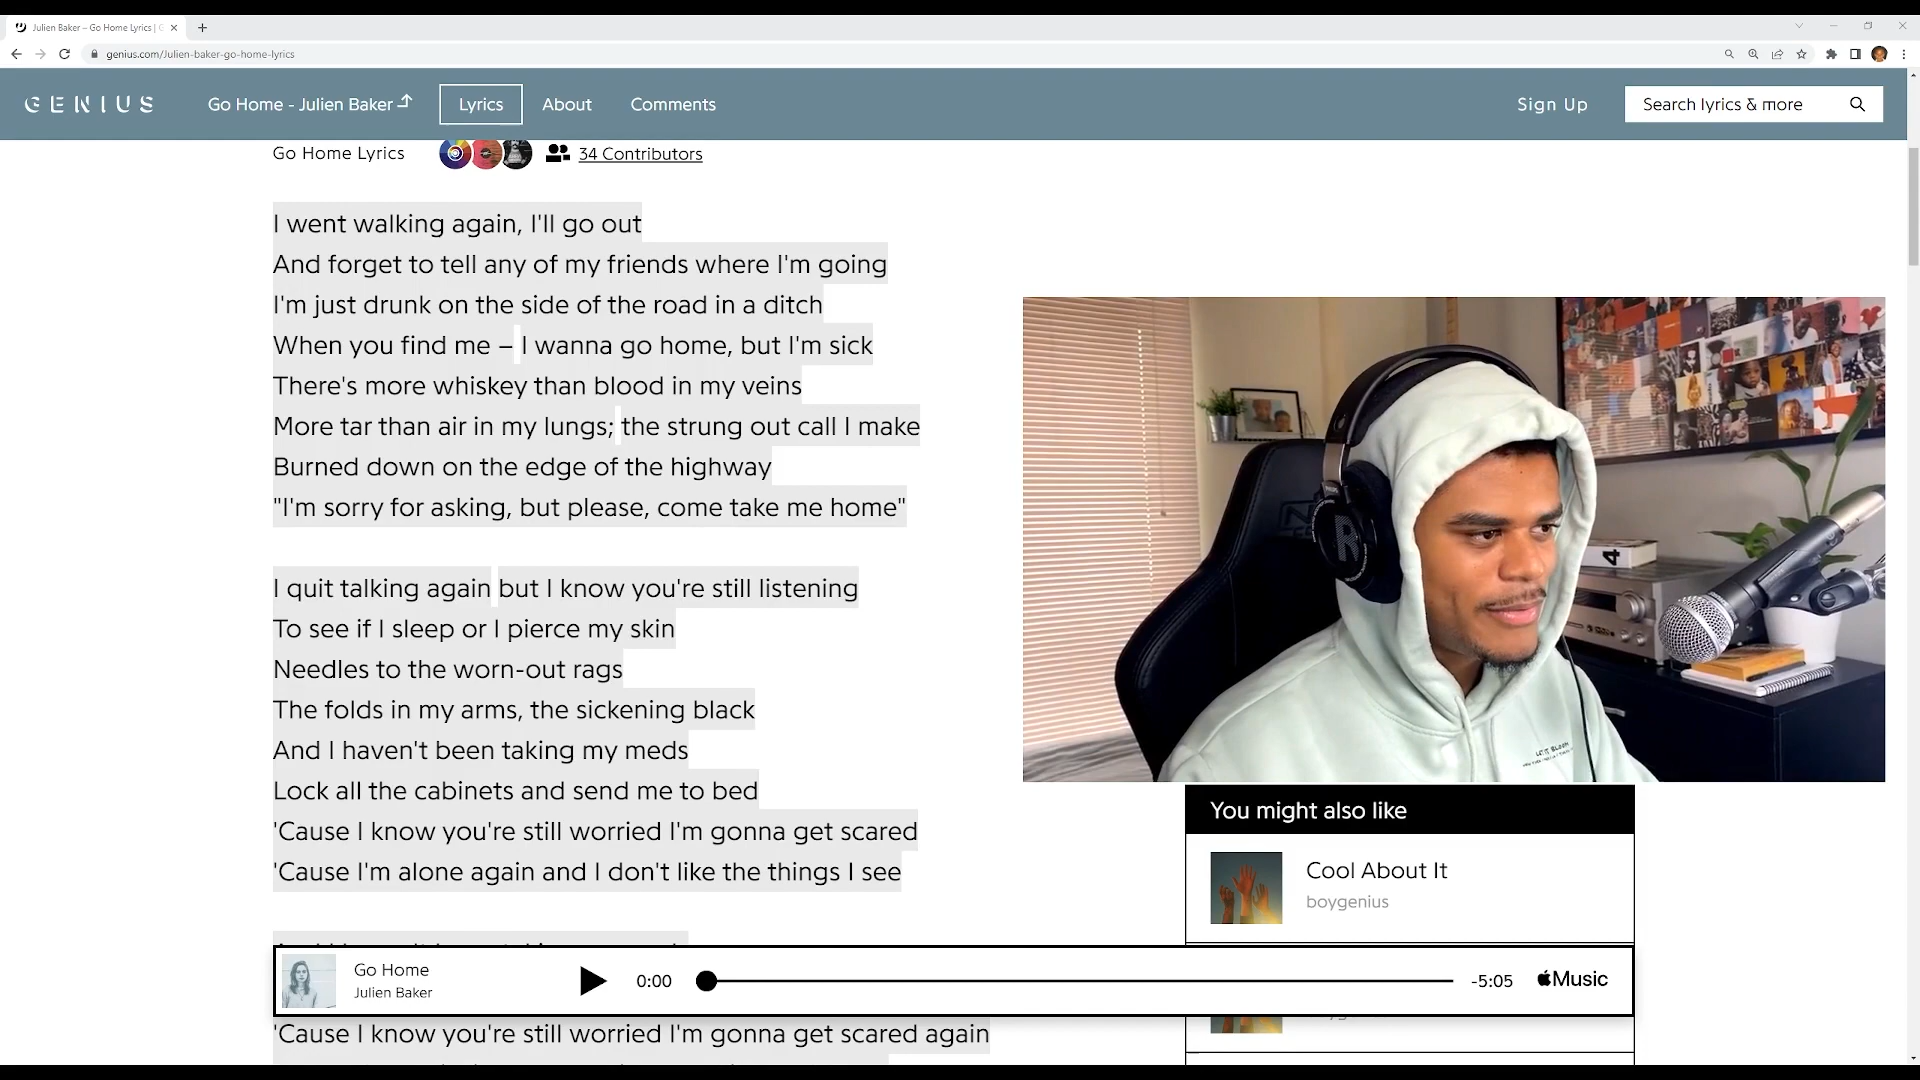 Julien Baker – Go Home Lyrics | G
genius.com/Julien-baker-go-home-lyrics
GENIUS
Go Home - Julien Baker
Lyrics
About
Comments
Sign Up
Search lyrics & more
Go Home Lyrics
34 Contributors
I went walking again, I'll go out
And forget to tell any of my friends where I'm going
I'm just drunk on the side of the road in a ditch
When you find me – I wanna go home, but I'm sick
There's more whiskey than blood in my veins
More tar than air in my lungs; the strung out call I make
Burned down on the edge of the highway
"I'm sorry for asking, but please, come take me home"
I quit talking again but I know you're still listening
To see if I sleep or I pierce my skin
Needles to the worn-out rags
The folds in my arms, the sickening black
And I haven't been taking my meds
Lock all the cabinets and send me to bed
'Cause I know you're still worried I'm gonna get scared
'Cause I'm alone again and I don't like the things I see
R
4
LET IT BLOOM
You might also like
Cool About It
boygenius
Go Home
Julien Baker
0:00
-5:05
Music
'Cause I know you're still worried I'm gonna get scared again